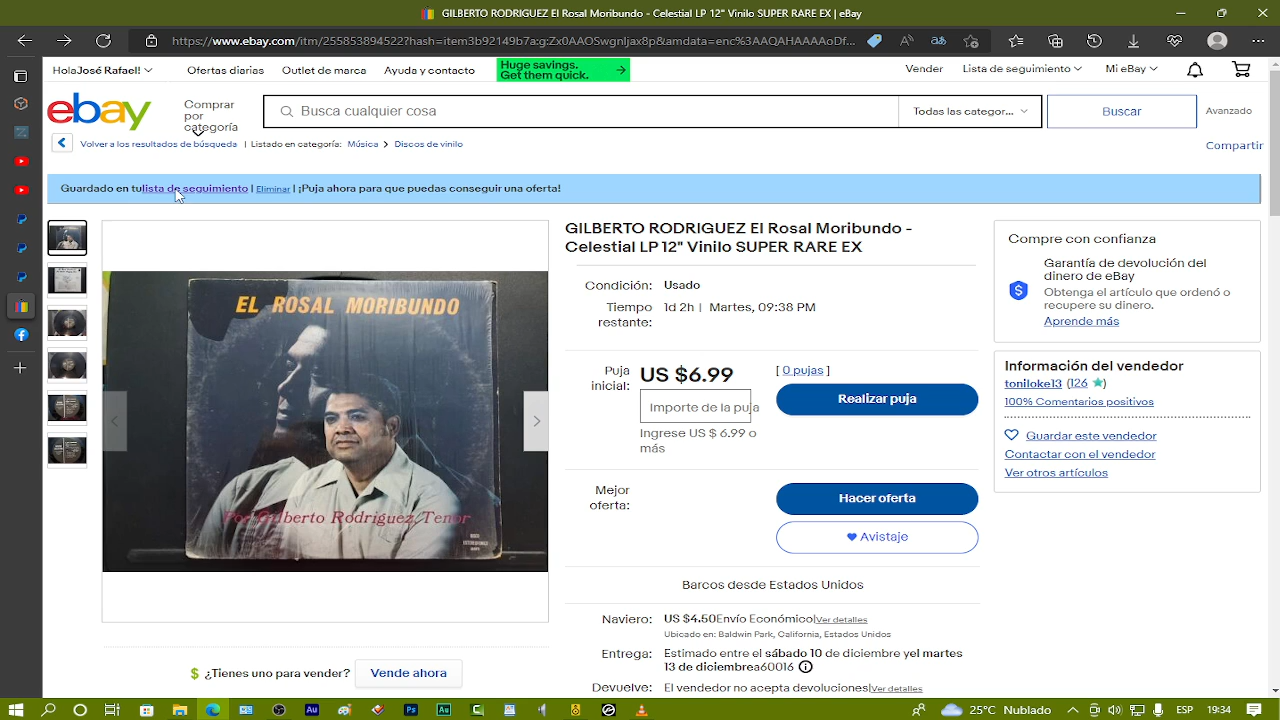 GILBERTO RODRIGUEZ El Rosal Moribundo - Celestial LP 12" Vinilo SUPER RARE EX | eBay
https://www.ebay.com/itm/255853894522?hash=item3b92149b7a:g:Zx0AAOSwgnljax8p&amdata=enc%3AAQAHAAAAoDf...
HolaJosé Rafael!
Ofertas diarias
Outlet de marca
Ayuda y contacto
Huge savings.
Get them quick.
Vender
Lista de seguimiento
Mi eBay
ebay
Comprar
por
categoría
Busca cualquier cosa
Todas las categor...
Buscar
Avanzado
Volver a los resultados de búsqueda | Listado en categoría: Música > Discos de vinilo
Compartir
Guardado en tulista de seguimiento | Eliminar | ¡Puja ahora para que puedas conseguir una oferta!
EL ROSAL MORIBUNDO
Por Gilberto Rodriguez, Tenor
GILBERTO RODRIGUEZ El Rosal Moribundo -
Celestial LP 12" Vinilo SUPER RARE EX
Condición: Usado
Tiempo restante: 1d 2h | Martes, 09:38 PM
Puja inicial: US $6.99 [ 0 pujas ]
Importe de la puja
Realizar puja
Ingrese US $ 6.99 o
más
Mejor oferta:
Hacer oferta
Avistaje
Barcos desde Estados Unidos
Naviero: US $4.50Envío Económico|Ver detalles
Ubicado en: Baldwin Park, California, Estados Unidos
Entrega: Estimado entre el sábado 10 de diciembre yel martes
13 de diciembrea60016
Devuelve: El vendedor no acepta devoluciones|Ver detalles
Compre con confianza
Garantía de devolución del
dinero de eBay
Obtenga el artículo que ordenó o
recupere su dinero.
Aprende más
Información del vendedor
toniloke13 (126)
100% Comentarios positivos
Guardar este vendedor
Contactar con el vendedor
Ver otros artículos
$ ¿Tienes uno para vender?
Vende ahora
25°C Nublado
ESP
19:34